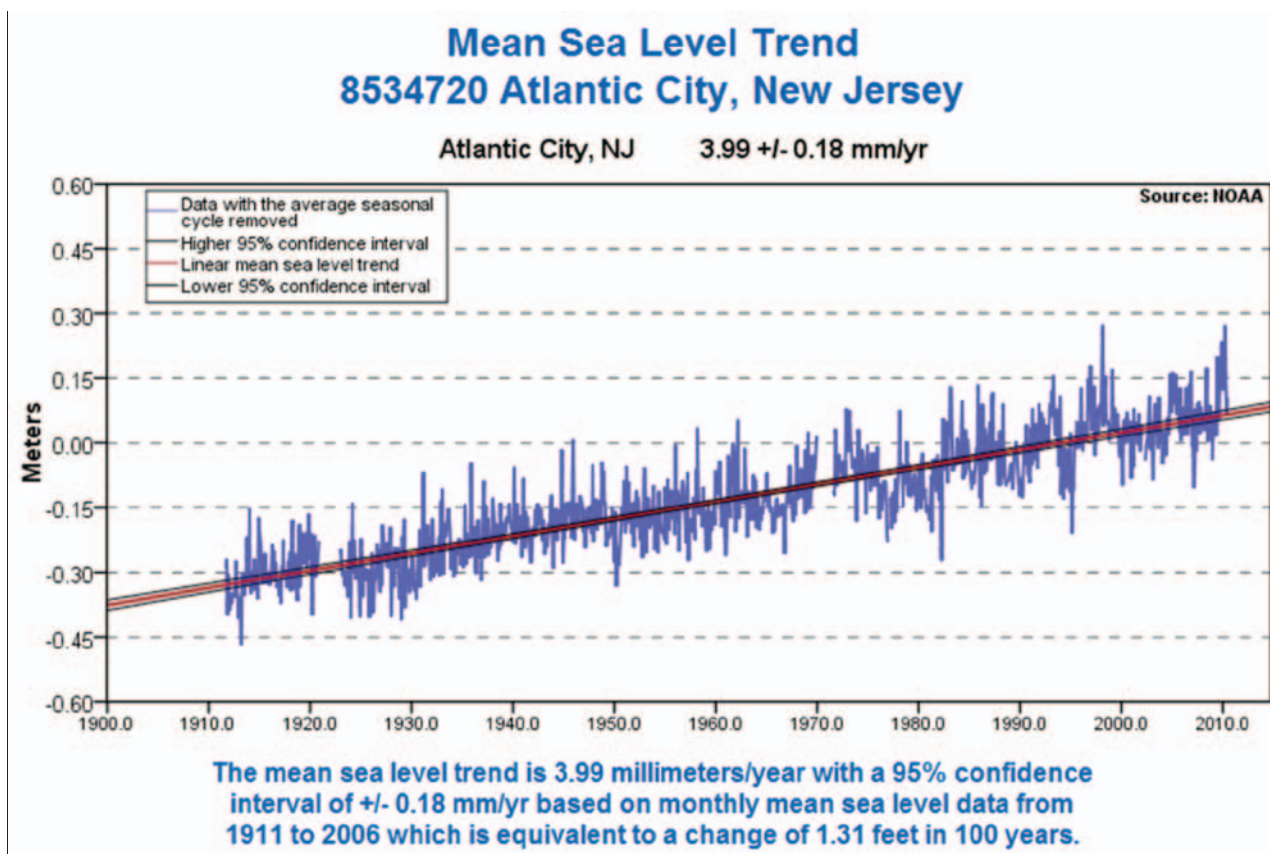 Mean Sea Level Trend
8534720 Atlantic City, New Jersey
Atlantic City, NJ 3.99 +/- 0.18 mm/yr
Source: NOAA
Data with the average seasonal
cycle removed
Higher 95% confidence interval
Linear mean sea level trend
Lower 95% confidence interval
Meters
0.60
0.45
0.30
0.15
0.00
-0.15
-0.30
-0.45
-0.60
1900.0 1910.0 1920.0 1930.0 1940.0 1950.0 1960.0 1970.0 1980.0 1990.0 2000.0 2010.0
The mean sea level trend is 3.99 millimeters/year with a 95% confidence
interval of +/- 0.18 mm/yr based on monthly mean sea level data from
1911 to 2006 which is equivalent to a change of 1.31 feet in 100 years.